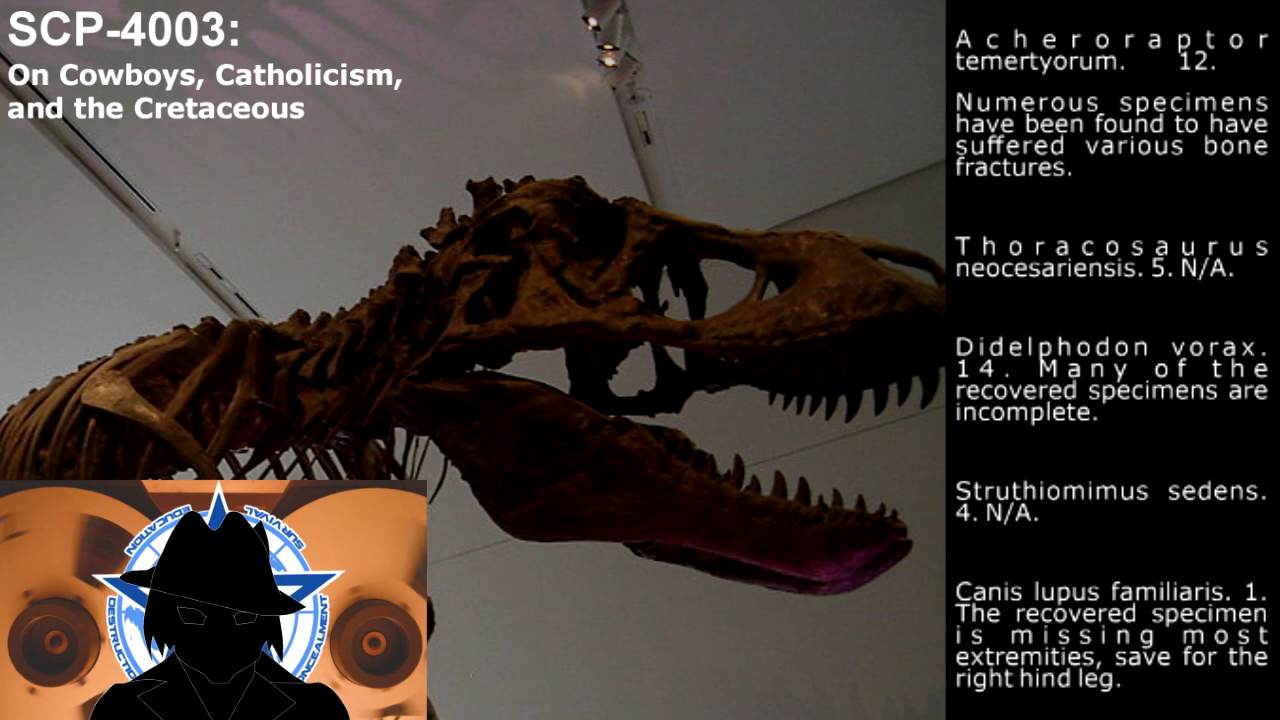 SCP-4003:
On Cowboys, Catholicism,
and the Cretaceous
Acheroraptor
temertyorum. 12.
Numerous specimens
have been found to have
suffered various bone
fractures.
Thoracosaurus
neocesariensis. 5. N/A.
Didelphodon vorax.
14. Many of the
recovered specimens are
incomplete.
Struthiomimus sedens.
4. N/A.
Canis lupus familiaris. 1.
The recovered specimen
is missing most
extremities, save for the
right hind leg.
EDUCATION
SURVIVAL